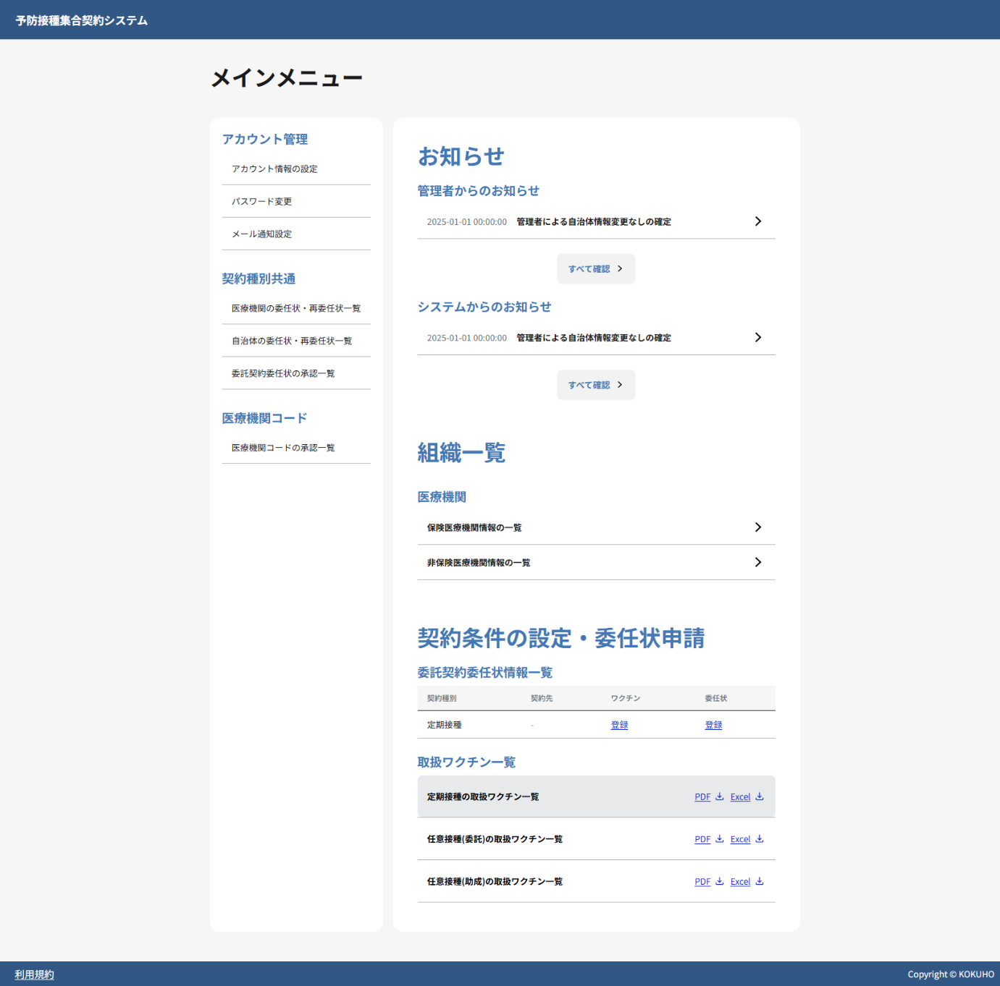 予防接種集合契約システム
メインメニュー
アカウント管理
アカウント情報の設定
パスワード変更
メール通知設定
契約種別共通
医療機関の委任状・再委任状一覧
自治体の委任状・再委任状一覧
委託契約委任状の承認一覧
医療機関コード
医療機関コードの承認一覧
お知らせ
管理者からのお知らせ
2025-01-01 00:00:00 管理者による自治体情報変更なしの確定
すべて確認
システムからのお知らせ
2025-01-01 00:00:00 管理者による自治体情報変更なしの確定
すべて確認
組織一覧
医療機関
保険医療機関情報の一覧
非保険医療機関情報の一覧
契約条件の設定・委任状申請
委託契約委任状情報一覧
契約種別 契約先 ワクチン 委任状
定期接種 - 登録 登録
取扱ワクチン一覧
定期接種の取扱ワクチン一覧 PDF Excel
任意接種(委託)の取扱ワクチン一覧 PDF Excel
任意接種(助成)の取扱ワクチン一覧 PDF Excel
利用規約 Copyright © KOKUHO